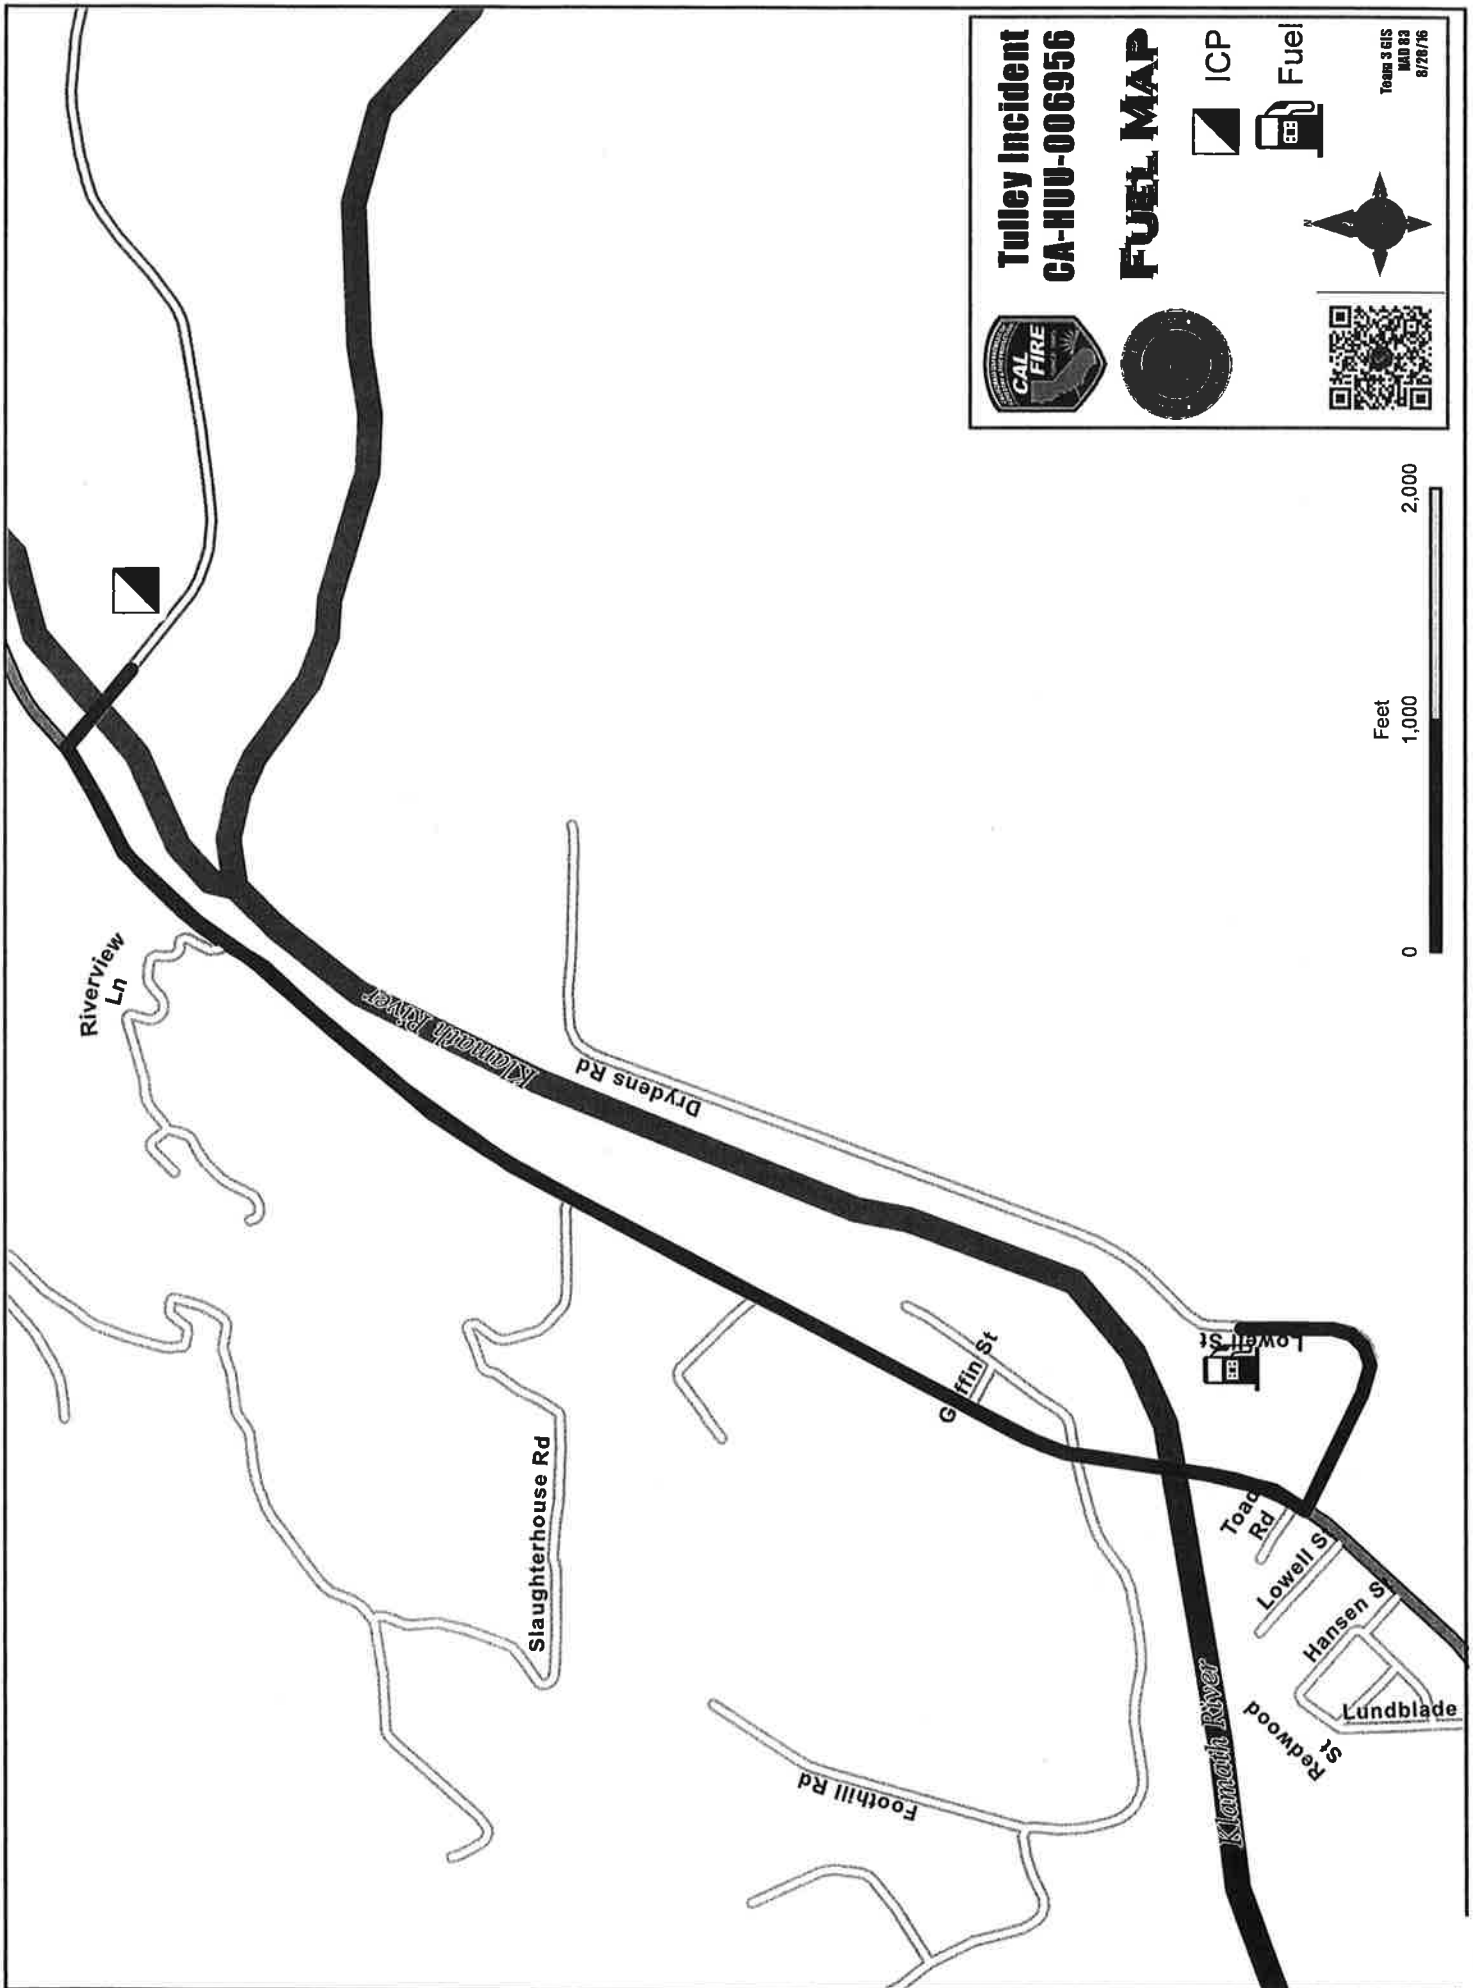 Tulley Incident
CA-HUU-006956
FUEL MAP
ICP
Fuel
CAL
FIRE
N
Team 3 GIS
NAD 83
8/28/16
Riverview
Ln
Klamath River
Drydens Rd
Slaughterhouse Rd
Griffin St
Foothill Rd
Lowell St
Toad
Rd
Lowell St
Hansen S
Redwood
St
Lundblade
Klamath River
Feet
0 1,000 2,000